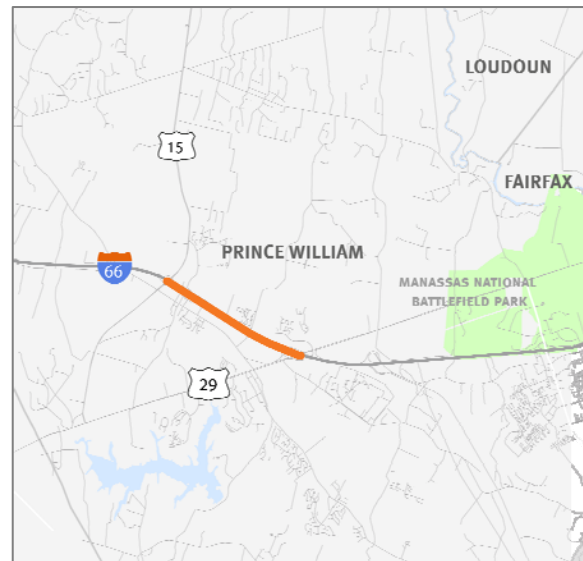 LOUDOUN
15
FAIRFAX
PRINCE WILLIAM
66
MANASSAS NATIONAL
BATTLEFIELD PARK
29